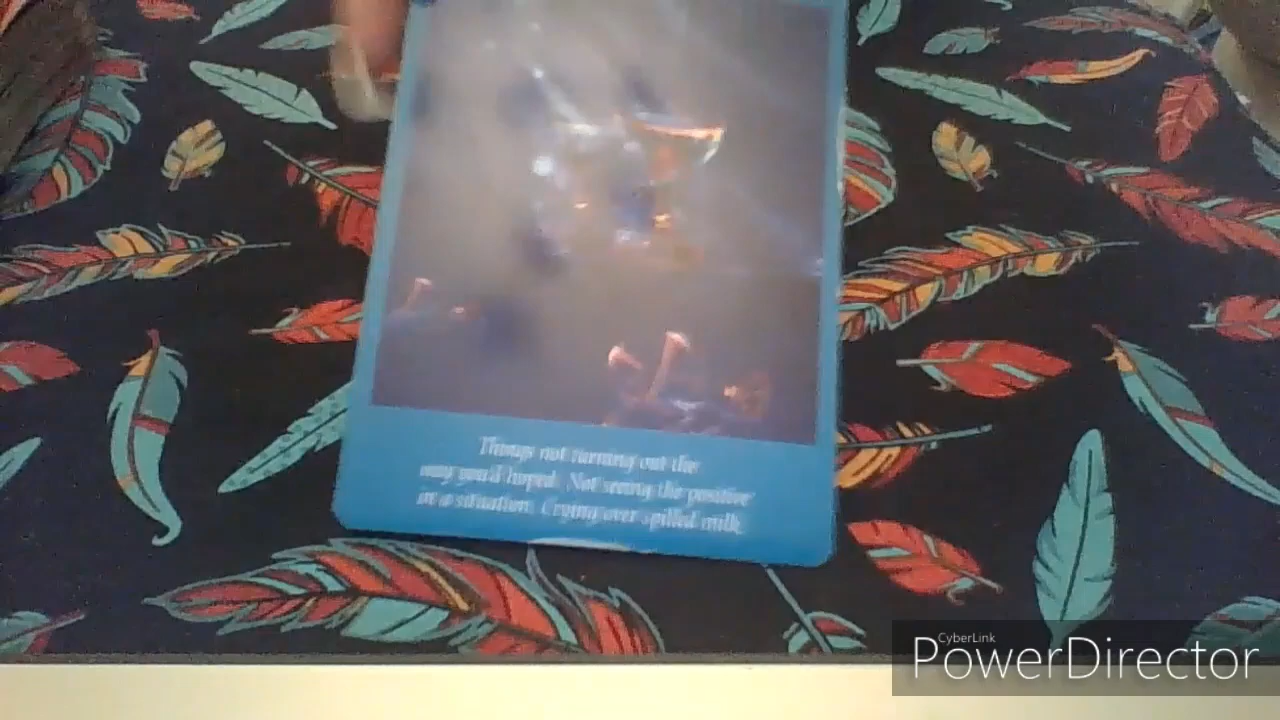 Things not turning out the
way you'd hoped. Not seeing the positive
in a situation. Crying over spilled milk.
CyberLink
PowerDirector